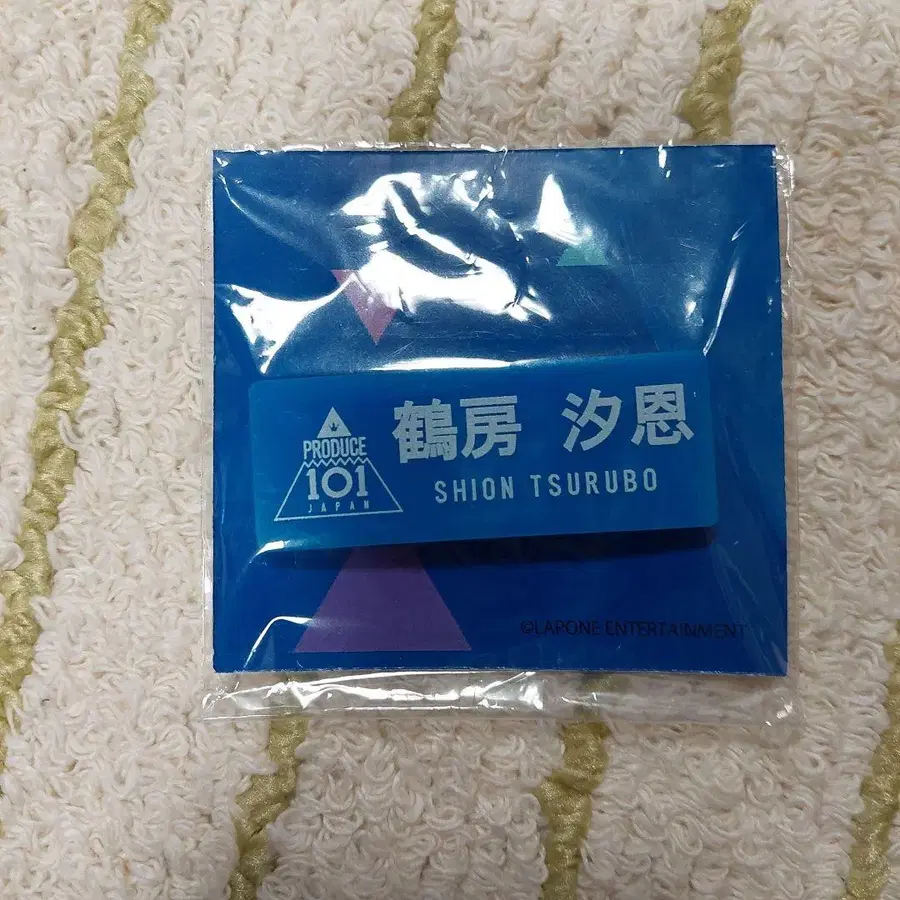 PRODUCE
101
JAPAN
鶴房 汐恩
SHION TSURUBO
©LAPONE ENTERTAINMENT